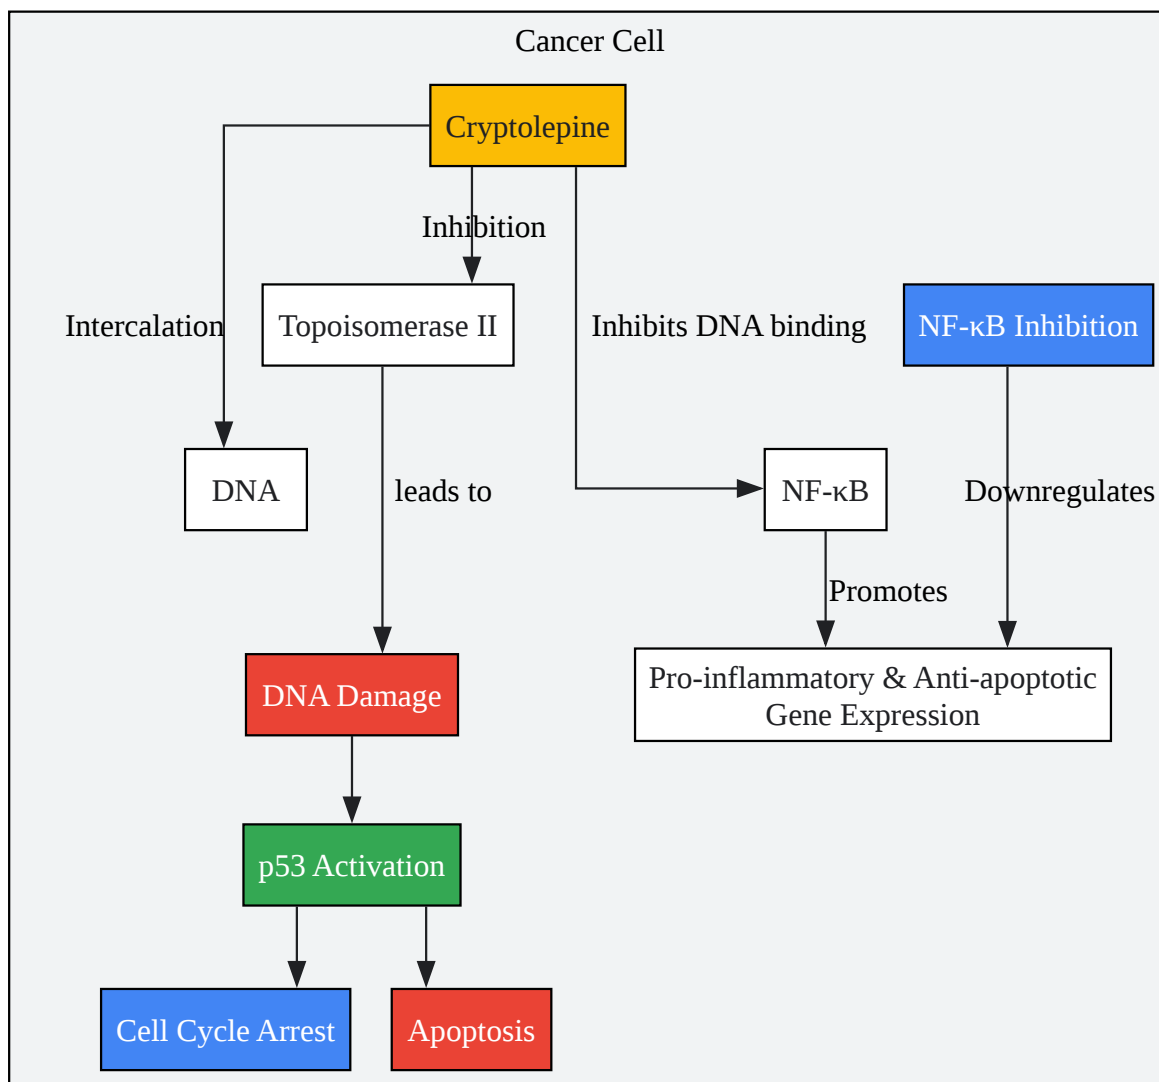 Cancer Cell
Cryptolepine
Inhibition
Intercalation
Topoisomerase II
Inhibits DNA binding
NF-κB Inhibition
DNA
leads to
NF-κB
Downregulates
Promotes
DNA Damage
Pro-inflammatory & Anti-apoptotic
Gene Expression
p53 Activation
Cell Cycle Arrest
Apoptosis